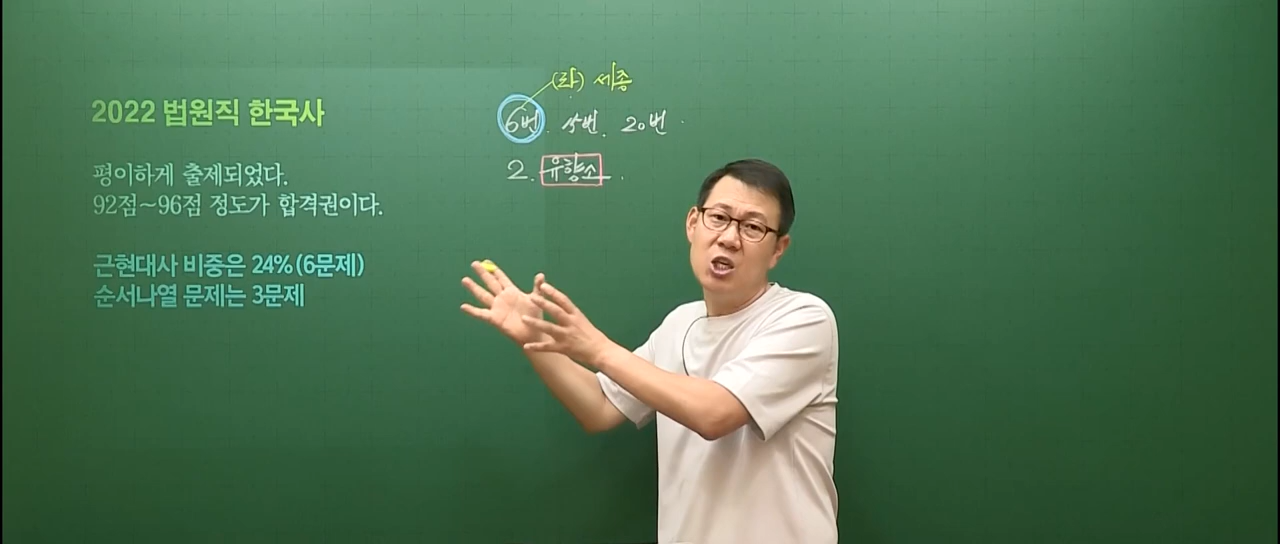 2022 법원직 한국사
평이하게 출제되었다.
92점~96점 정도가 합격권이다.
근현대사 비중은 24%(6문제)
순서나열 문제는 3문제
(라) 세종
6번. 15번. 20번.
2. 유향소.